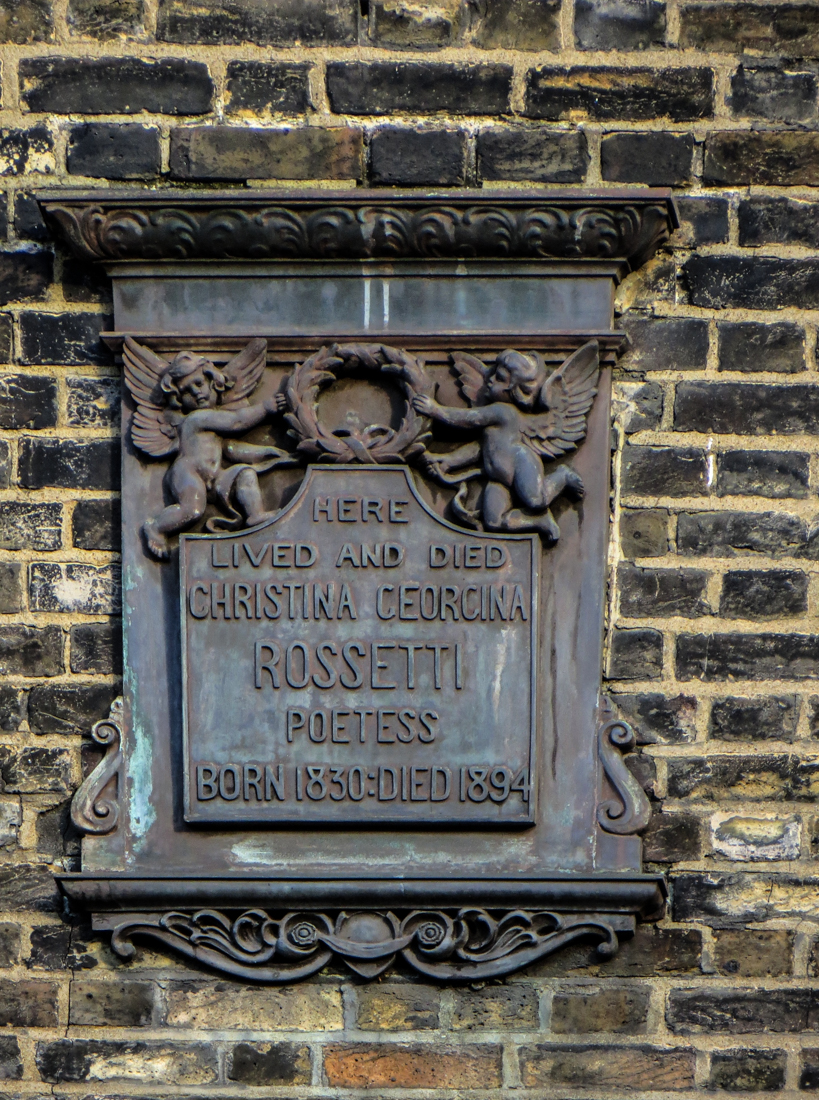 HERE
LIVED AND DIED
CHRISTINA GEORGINA
ROSSETTI
POETESS
BORN 1830:DIED 1894